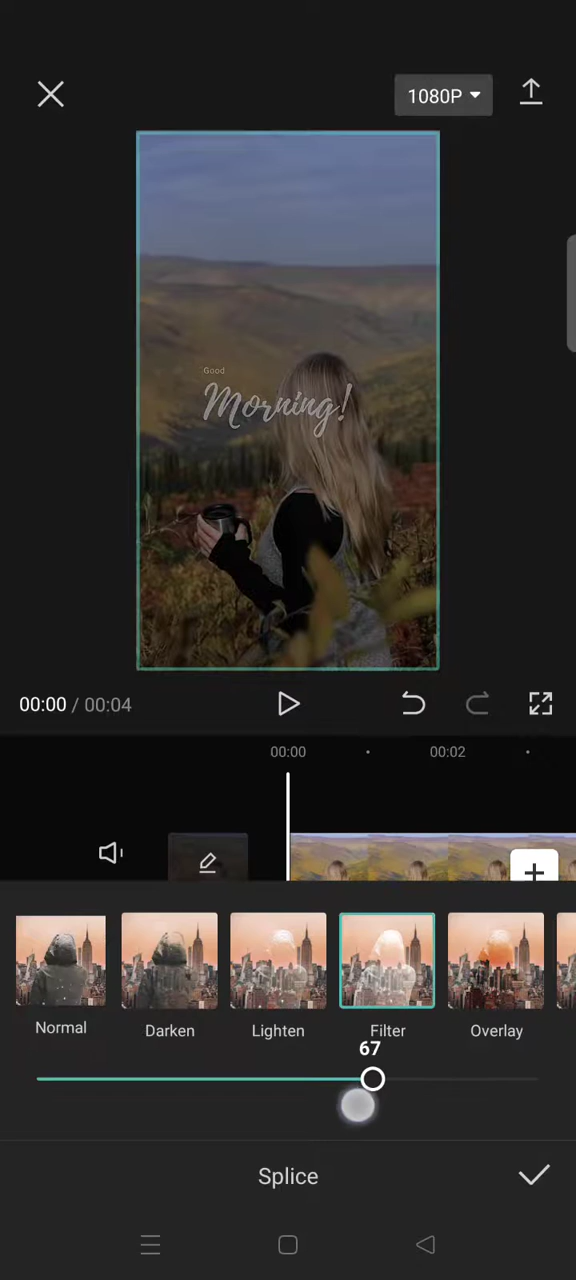 1080P
Good
Morning!
00:00 / 00:04
00:00 00:02
Normal Darken Lighten Filter Overlay
67
Splice